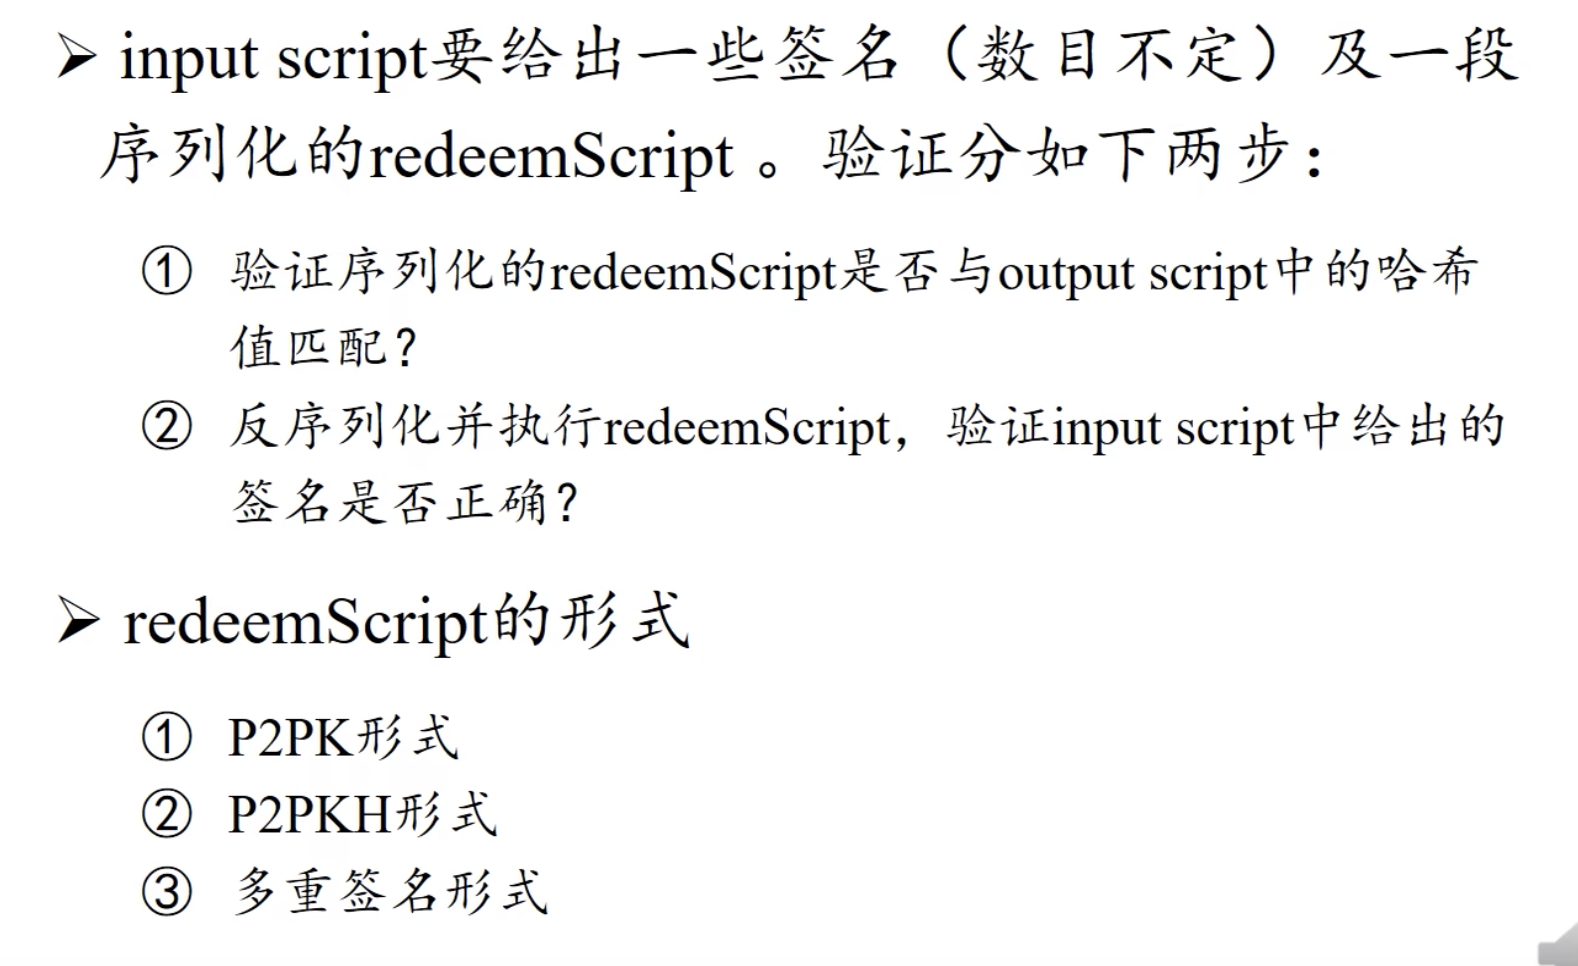 ➢ input script要给出一些签名（数目不定）及一段
序列化的redeemScript 。验证分如下两步：
① 验证序列化的redeemScript是否与output script中的哈希
值匹配？
② 反序列化并执行redeemScript，验证input script中给出的
签名是否正确？
➢ redeemScript的形式
① P2PK形式
② P2PKH形式
③ 多重签名形式